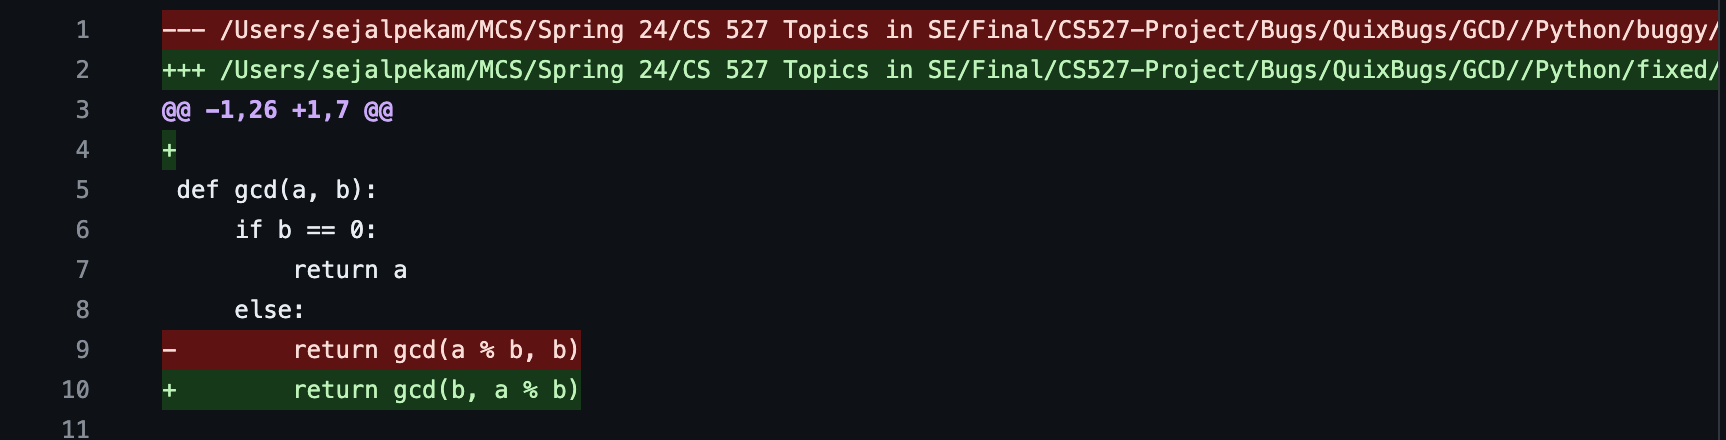 1 --- /Users/sejalpekam/MCS/Spring 24/CS 527 Topics in SE/Final/CS527-Project/Bugs/QuixBugs/GCD//Python/buggy/
2 +++ /Users/sejalpekam/MCS/Spring 24/CS 527 Topics in SE/Final/CS527-Project/Bugs/QuixBugs/GCD//Python/fixed/
3 @@ -1,26 +1,7 @@
4 +
5  def gcd(a, b):
6      if b == 0:
7          return a
8      else:
9 -        return gcd(a % b, b)
10 +        return gcd(b, a % b)
11